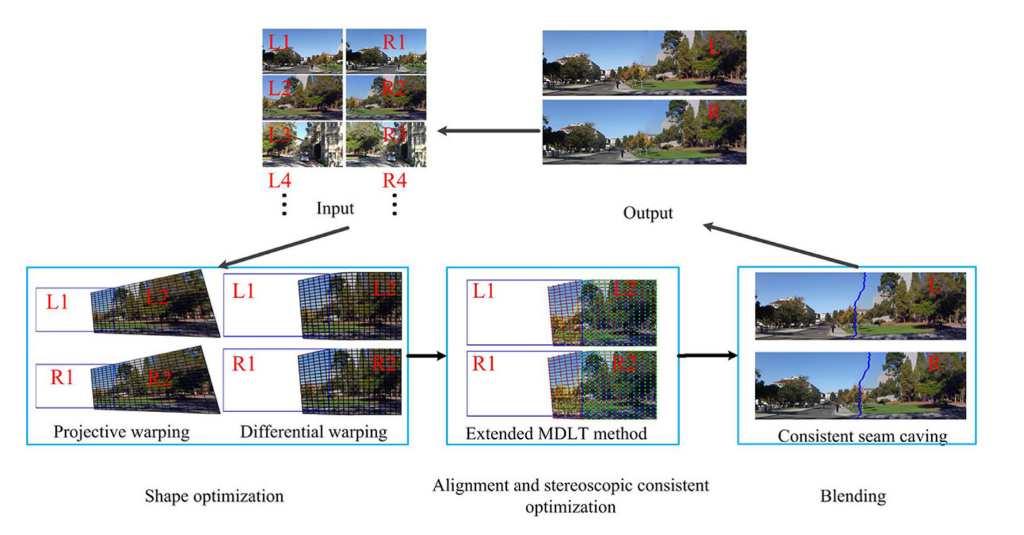 L1 R1
L2 R2
L3 R3
L4 R4
Input
L
R
Output
L1 L2 L1 L2
R1 R2 R1 R2
Projective warping Differential warping
Shape optimization
L1 L2
R1 R2
Extended MDLT method
Alignment and stereoscopic consistent
optimization
L
R
Consistent seam caving
Blending